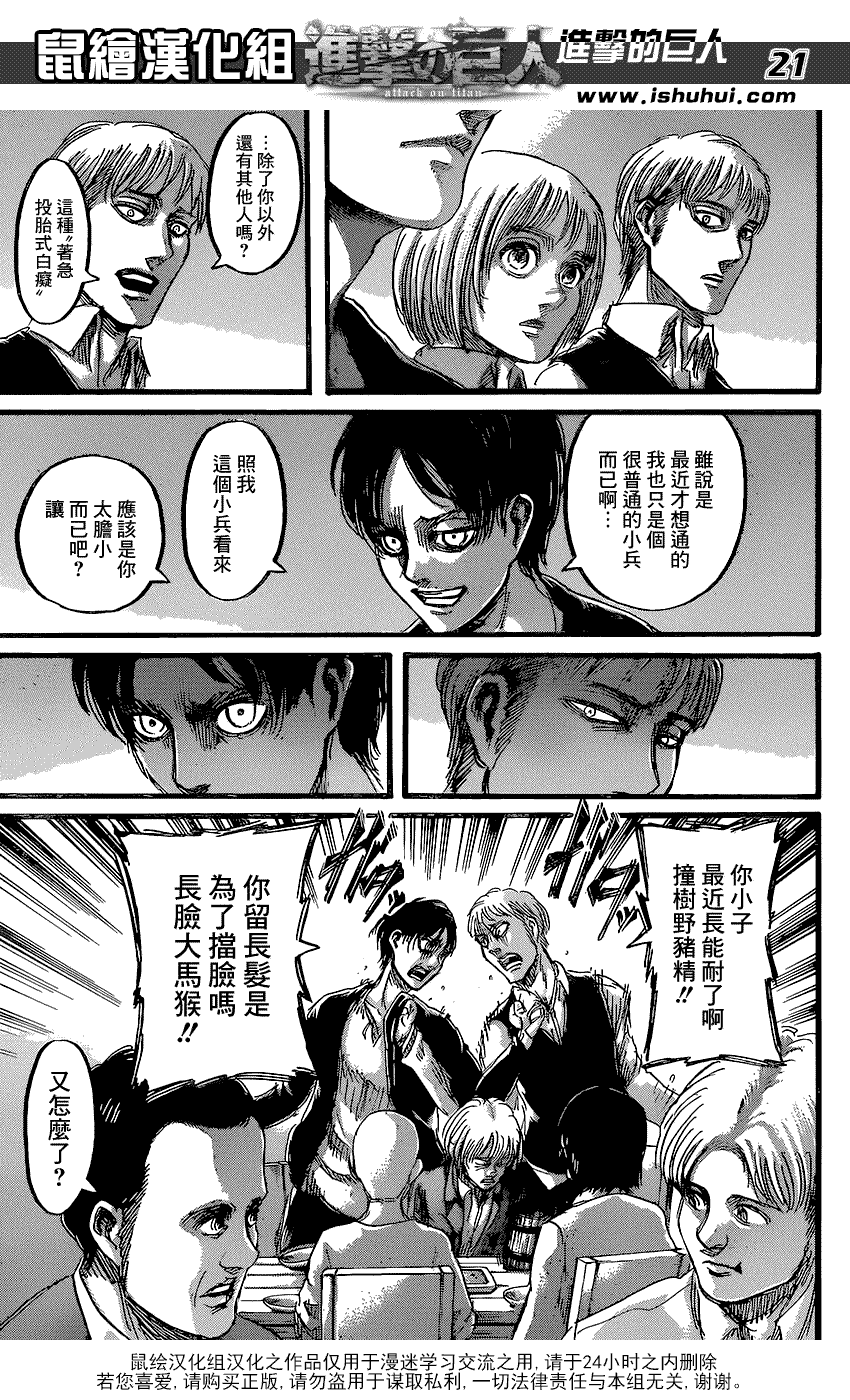 鼠繪漢化組
進撃の巨人
attack on titan
進擊的巨人
21
www.ishuhui.com
…除了你以外
還有其他人嗎？
這種“著急
投胎式白癡”
雖說是
最近才想通的
我也只是個
很普通的小兵
而已啊…
照我
這個小兵看來
應該是你
太膽小
而已吧？
讓
你小子
最近長能耐了啊
撞樹野豬精!!
你留長髮是
為了擋臉嗎
長臉大馬猴!!
ガタッ
ガタッ
又怎麼了？
鼠绘汉化组汉化之作品仅用于漫迷学习交流之用, 请于24小时之内删除
若您喜爱, 请购买正版, 请勿盗用于谋取私利, 一切法律责任与本组无关, 谢谢.